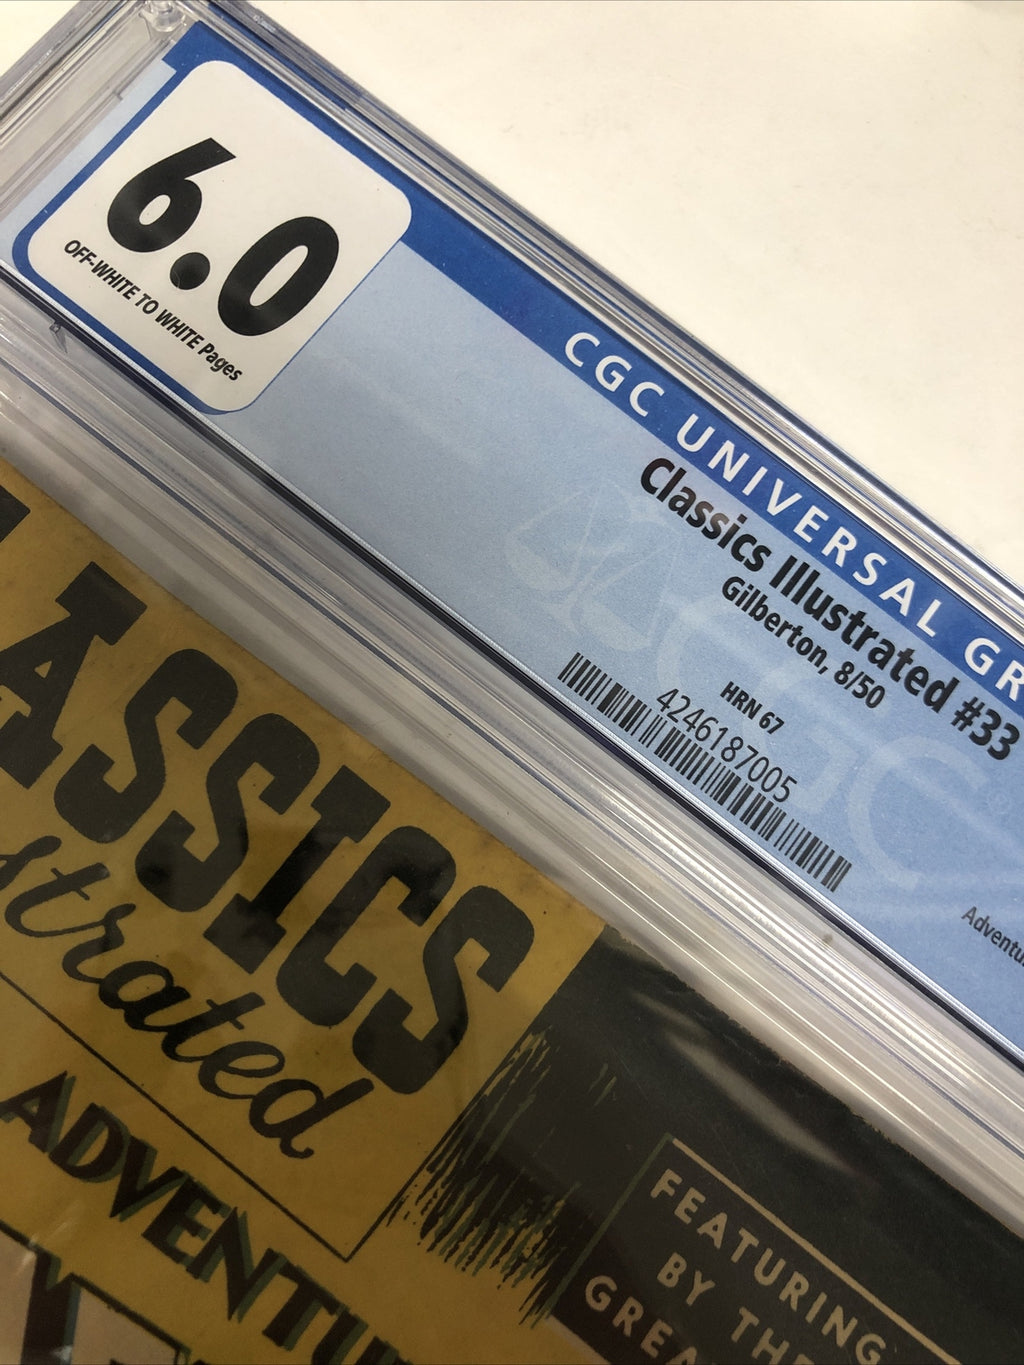 6.0
OFF-WHITE TO WHITE Pages
CGC UNIVERSAL GR
Classics Illustrated #33
Gilberton, 8/50
HRN 67
4246187005
Adventu
ASSICS
strated
ADVENTU
FEATURING
BY THE
GREA